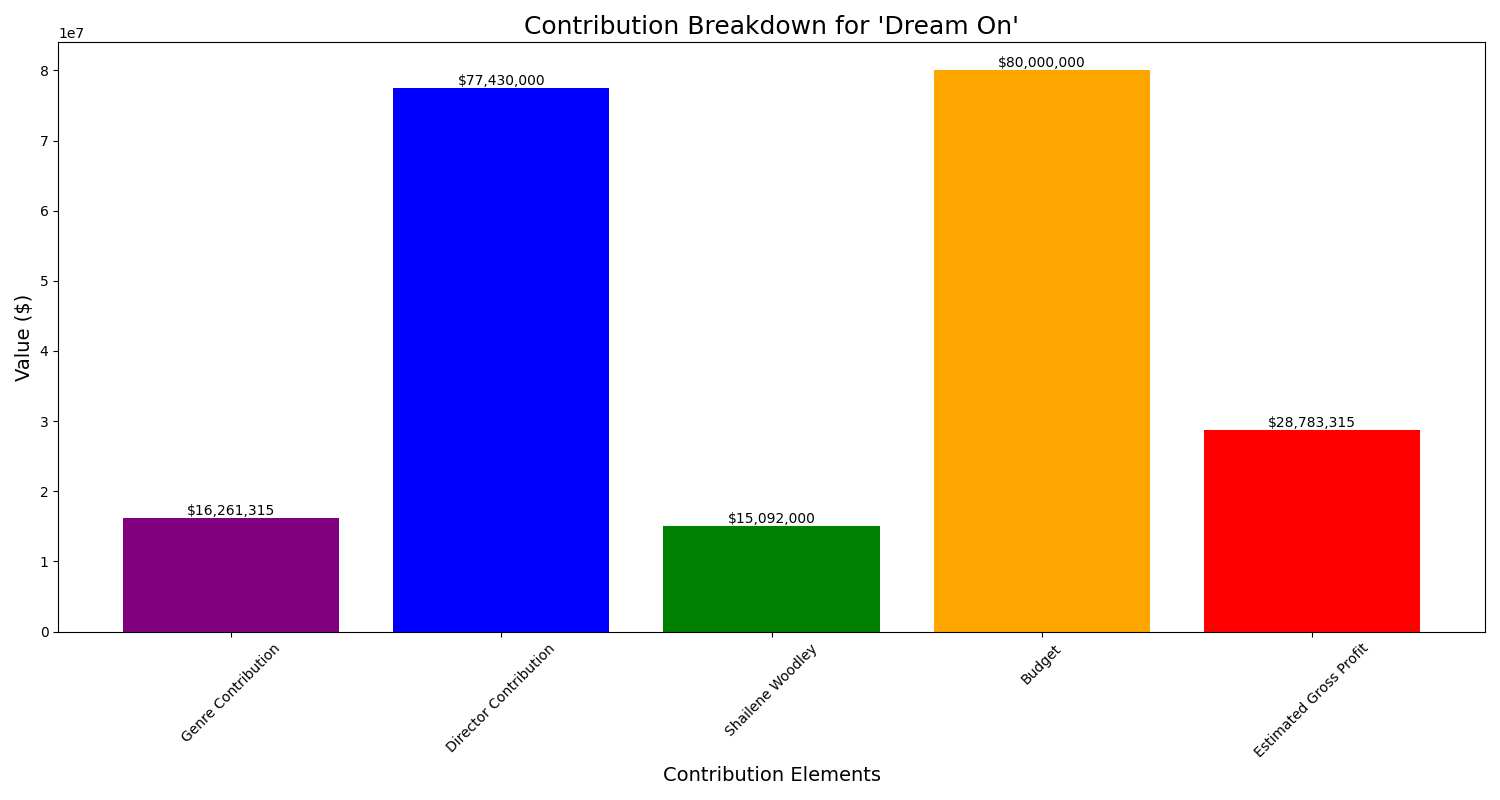 Contribution Breakdown for 'Dream On'
1e7
8
7
6
5
4
3
2
1
0
Value ($)
$16,261,315
$77,430,000
$15,092,000
$80,000,000
$28,783,315
Genre Contribution
Director Contribution
Shailene Woodley
Budget
Estimated Gross Profit
Contribution Elements